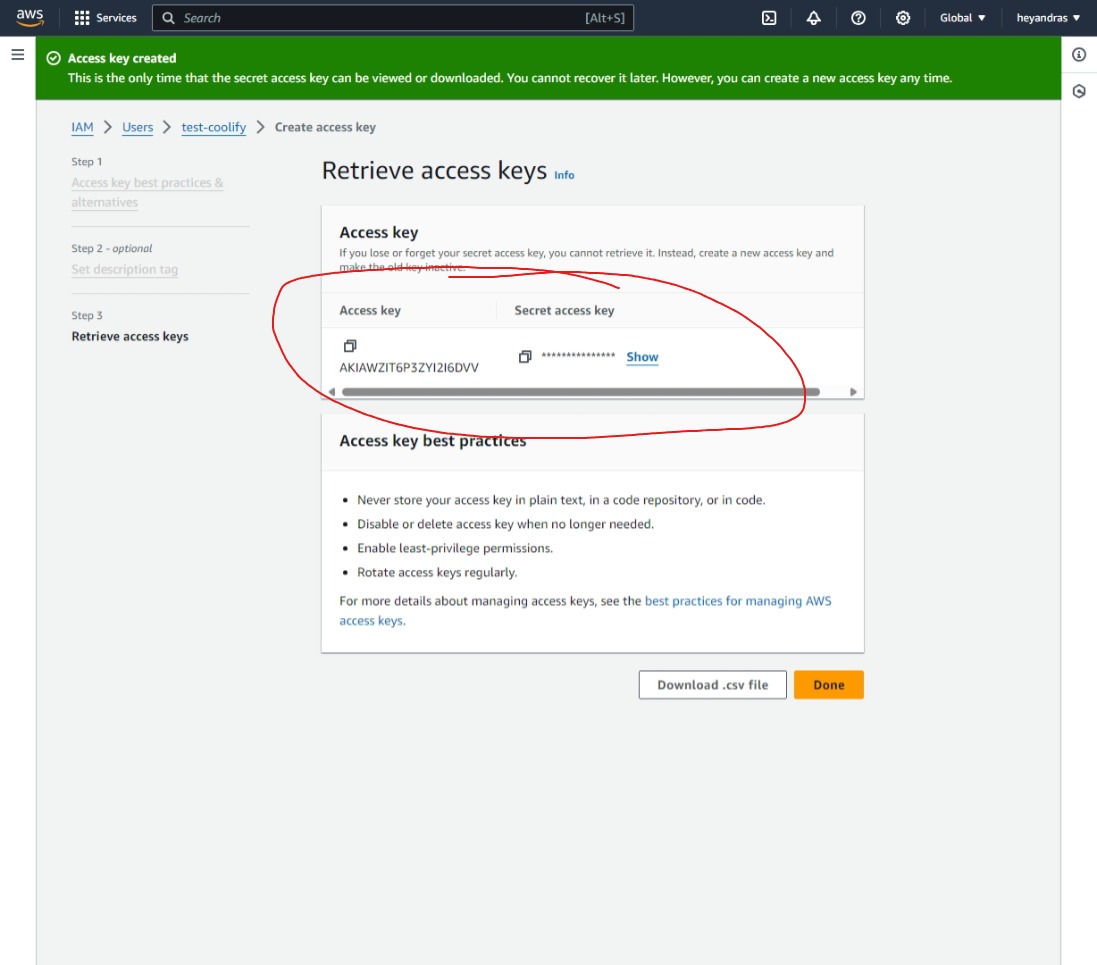 aws
Services
Search
[Alt+S]
Global
heyandras
Access key created
This is the only time that the secret access key can be viewed or downloaded. You cannot recover it later. However, you can create a new access key any time.
IAM > Users > test-coolify > Create access key
Step 1
Access key best practices &
alternatives
Step 2 - optional
Set description tag
Step 3
Retrieve access keys
Retrieve access keys Info
Access key
If you lose or forget your secret access key, you cannot retrieve it. Instead, create a new access key and
make the old key inactive.
Access key
Secret access key
AKIAWZIT6P3ZYI2I6DVV
*************** Show
Access key best practices
• Never store your access key in plain text, in a code repository, or in code.
• Disable or delete access key when no longer needed.
• Enable least-privilege permissions.
• Rotate access keys regularly.
For more details about managing access keys, see the best practices for managing AWS
access keys.
Download .csv file
Done